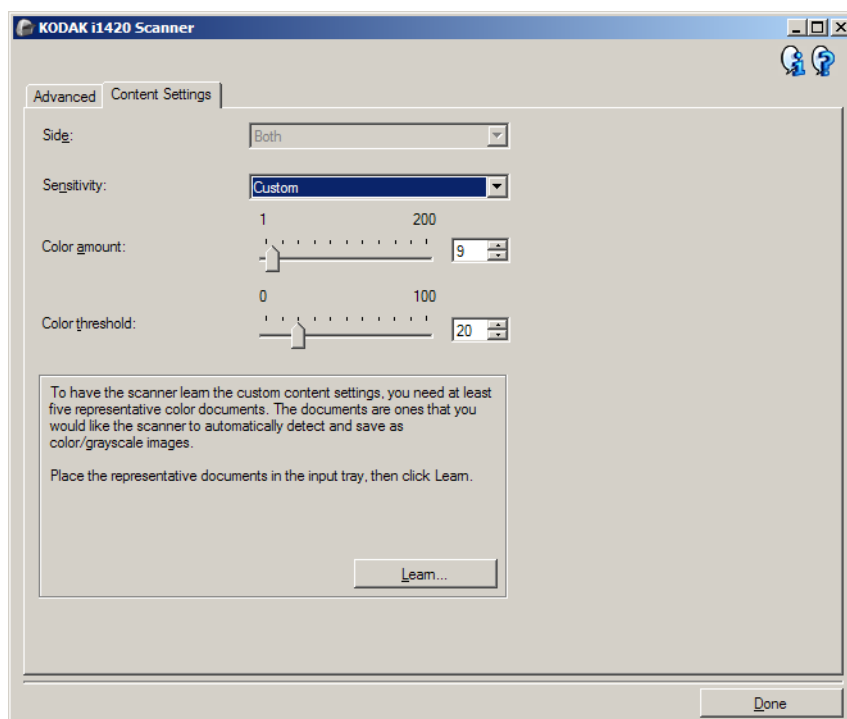 KODAK i1420 Scanner
Advanced
Content Settings
Side:
Both
Sensitivity:
Custom
1 200
Color amount:
9
0 100
Color threshold:
20
To have the scanner learn the custom content settings, you need at least
five representative color documents. The documents are ones that you
would like the scanner to automatically detect and save as
color/grayscale images.
Place the representative documents in the input tray, then click Learn.
Learn...
Done